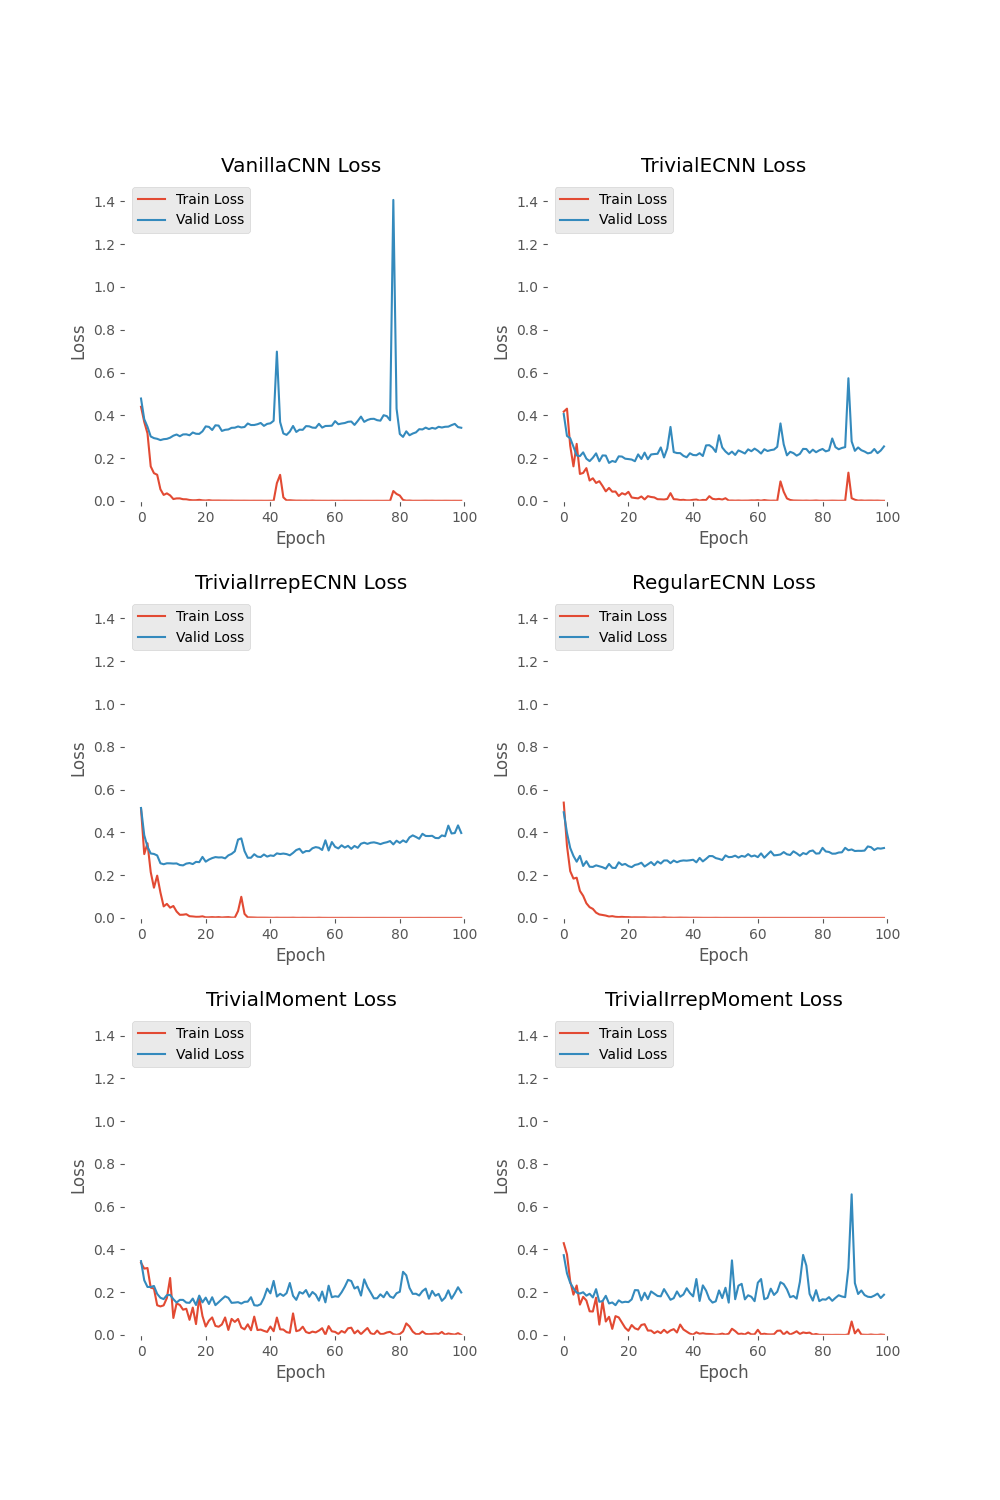 VanillaCNN Loss
Train Loss
Valid Loss
1.4
1.2
1.0
0.8
0.6
0.4
0.2
0.0
Loss
0 20 40 60 80 100
Epoch
TrivialECNN Loss
Train Loss
Valid Loss
1.4
1.2
1.0
0.8
0.6
0.4
0.2
0.0
Loss
0 20 40 60 80 100
Epoch
TrivialIrrepECNN Loss
Train Loss
Valid Loss
1.4
1.2
1.0
0.8
0.6
0.4
0.2
0.0
Loss
0 20 40 60 80 100
Epoch
RegularECNN Loss
Train Loss
Valid Loss
1.4
1.2
1.0
0.8
0.6
0.4
0.2
0.0
Loss
0 20 40 60 80 100
Epoch
TrivialMoment Loss
Train Loss
Valid Loss
1.4
1.2
1.0
0.8
0.6
0.4
0.2
0.0
Loss
0 20 40 60 80 100
Epoch
TrivialIrrepMoment Loss
Train Loss
Valid Loss
1.4
1.2
1.0
0.8
0.6
0.4
0.2
0.0
Loss
0 20 40 60 80 100
Epoch